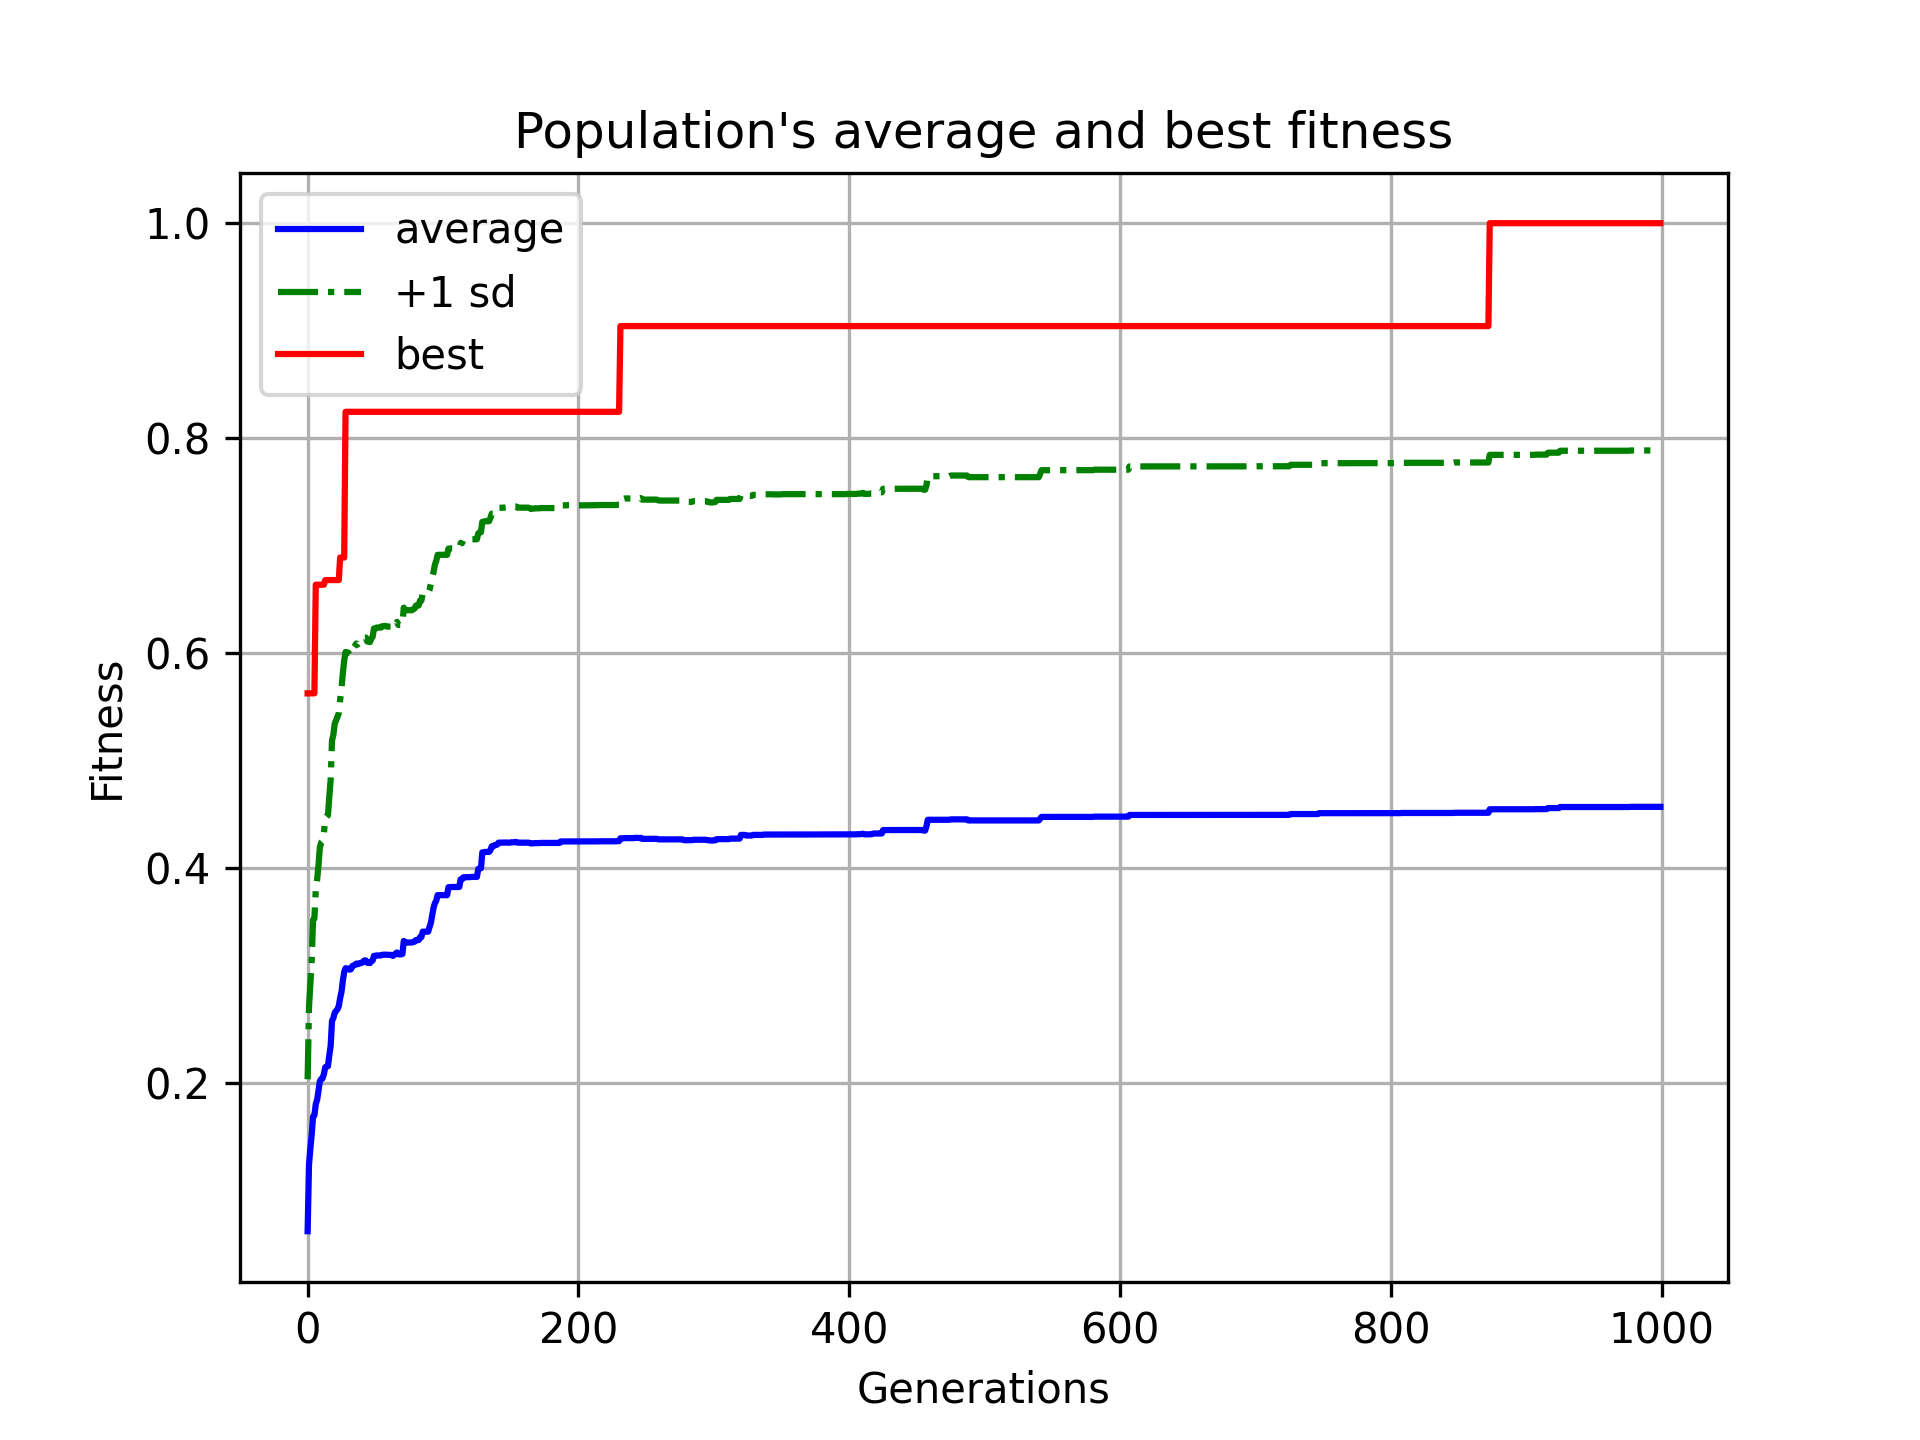 Population's average and best fitness
average
+1 sd
best
1.0
0.8
0.6
0.4
0.2
Fitness
0 200 400 600 800 1000
Generations